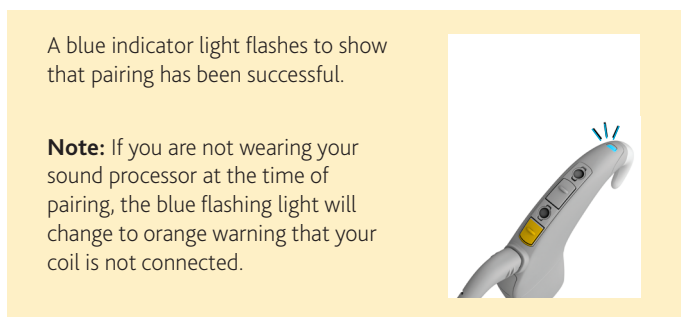 A blue indicator light flashes to show
that pairing has been successful.
Note: If you are not wearing your
sound processor at the time of
pairing, the blue flashing light will
change to orange warning that your
coil is not connected.